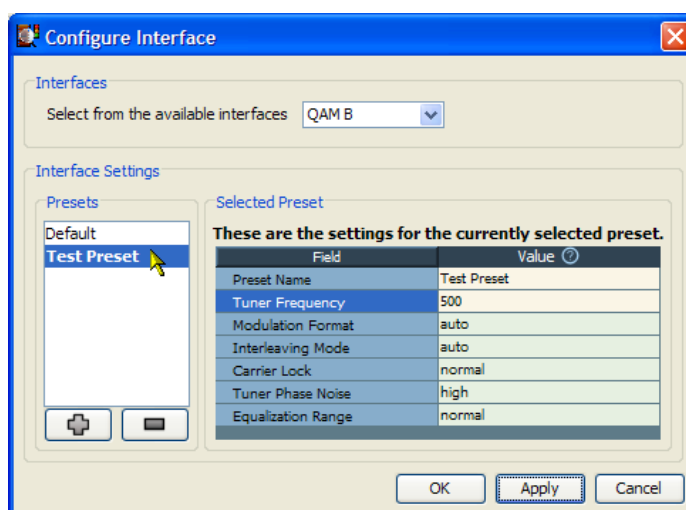 Configure Interface
Interfaces
Select from the available interfaces QAM B
Interface Settings
Presets
Default
Test Preset
Selected Preset
These are the settings for the currently selected preset.
Field Value ?
Preset Name Test Preset
Tuner Frequency 500
Modulation Format auto
Interleaving Mode auto
Carrier Lock normal
Tuner Phase Noise high
Equalization Range normal
OK Apply Cancel